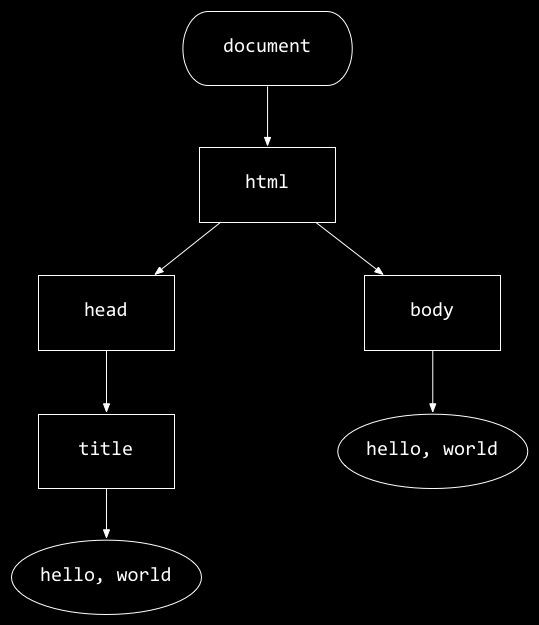 document
html
head
body
title
hello, world
hello, world